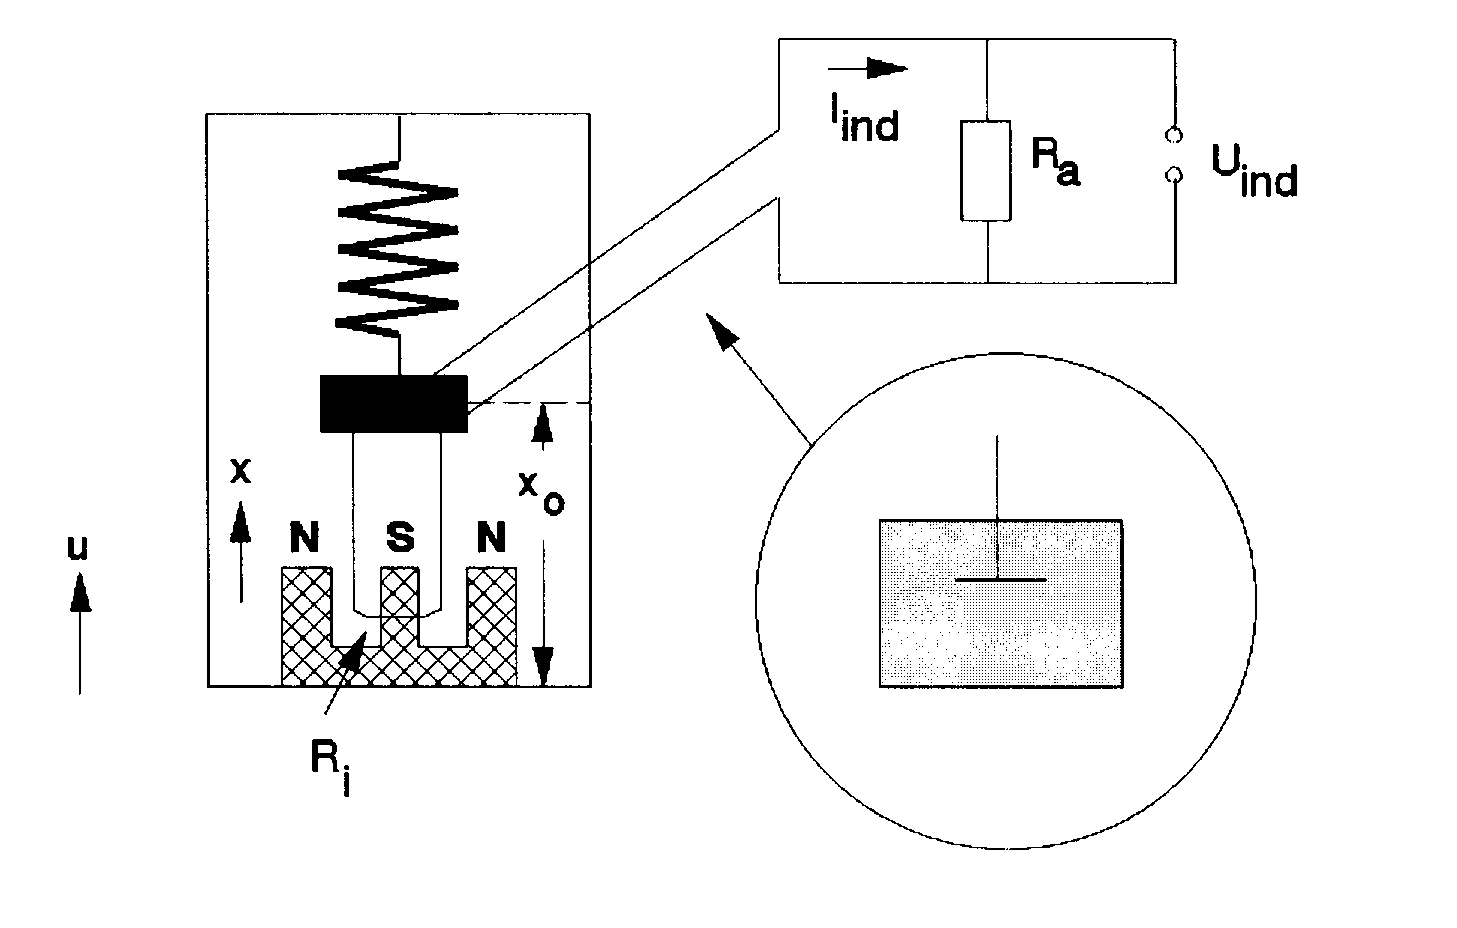 I_ind
R_a
U_ind
x
x_o
N S N
u
R_i